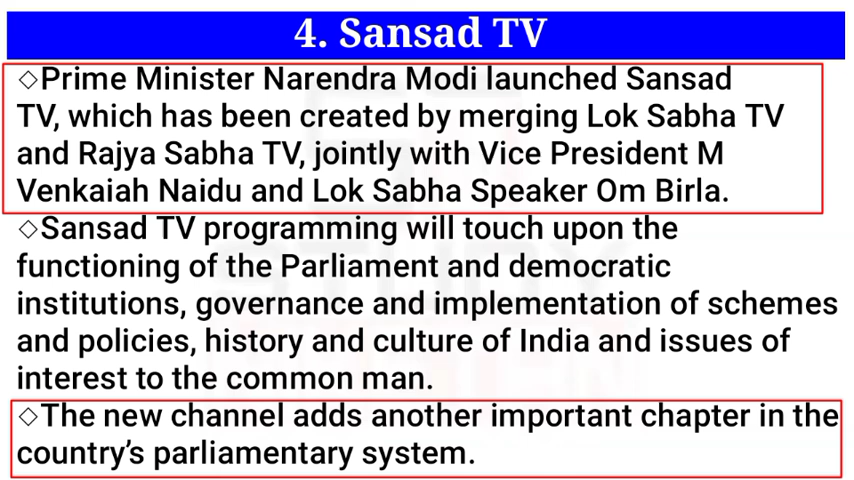 4. Sansad TV
◇Prime Minister Narendra Modi launched Sansad
TV, which has been created by merging Lok Sabha TV
and Rajya Sabha TV, jointly with Vice President M
Venkaiah Naidu and Lok Sabha Speaker Om Birla.
◇Sansad TV programming will touch upon the
functioning of the Parliament and democratic
institutions, governance and implementation of schemes
and policies, history and culture of India and issues of
interest to the common man.
◇The new channel adds another important chapter in the
country's parliamentary system.